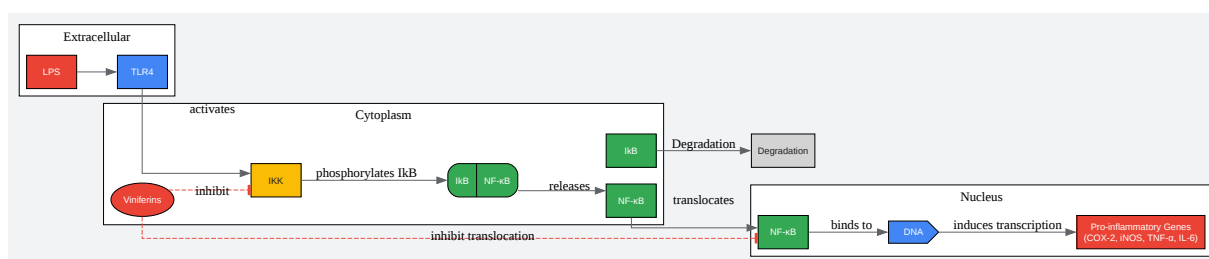 Extracellular
LPS
TLR4
activates
Cytoplasm
IkB
Degradation
Degradation
IKK
phosphorylates IkB
IkB
NF-κB
releases
NF-κB
translocates
Viniferins
inhibit
inhibit translocation
Nucleus
NF-κB
binds to
DNA
induces transcription
Pro-inflammatory Genes
(COX-2, iNOS, TNF-α, IL-6)